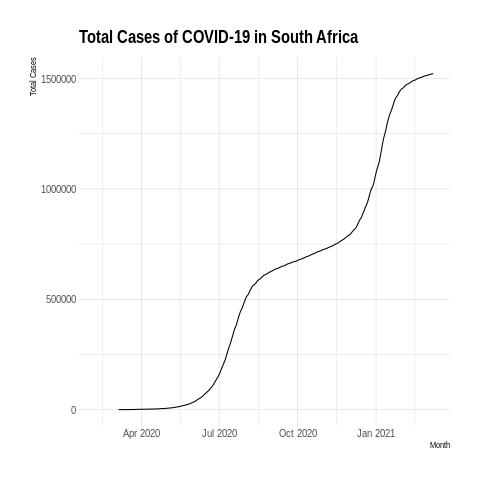 Total Cases of COVID-19 in South Africa
Total Cases
1500000
1000000
500000
0
Apr 2020 Jul 2020 Oct 2020 Jan 2021
Month